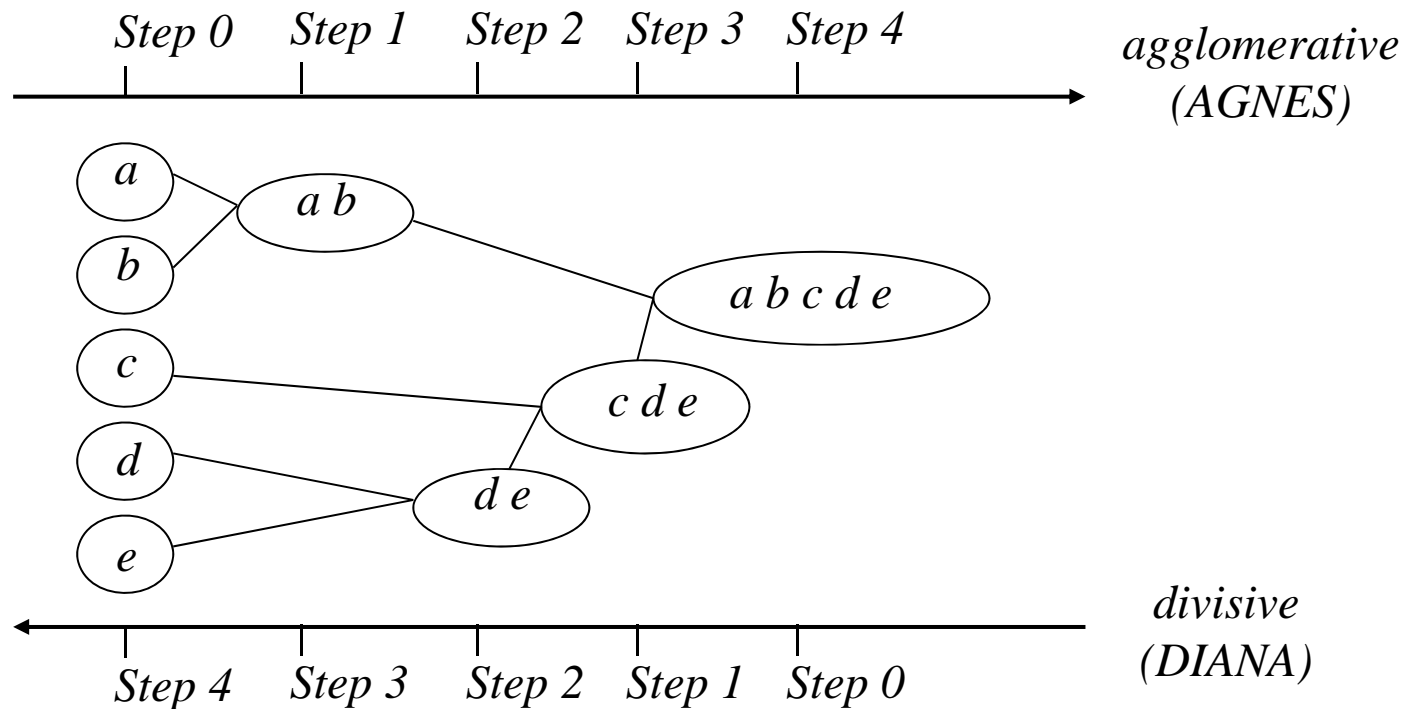 Step 0 Step 1 Step 2 Step 3 Step 4
agglomerative
(AGNES)
a
a b
b
a b c d e
c
c d e
d
d e
e
divisive
(DIANA)
Step 4 Step 3 Step 2 Step 1 Step 0